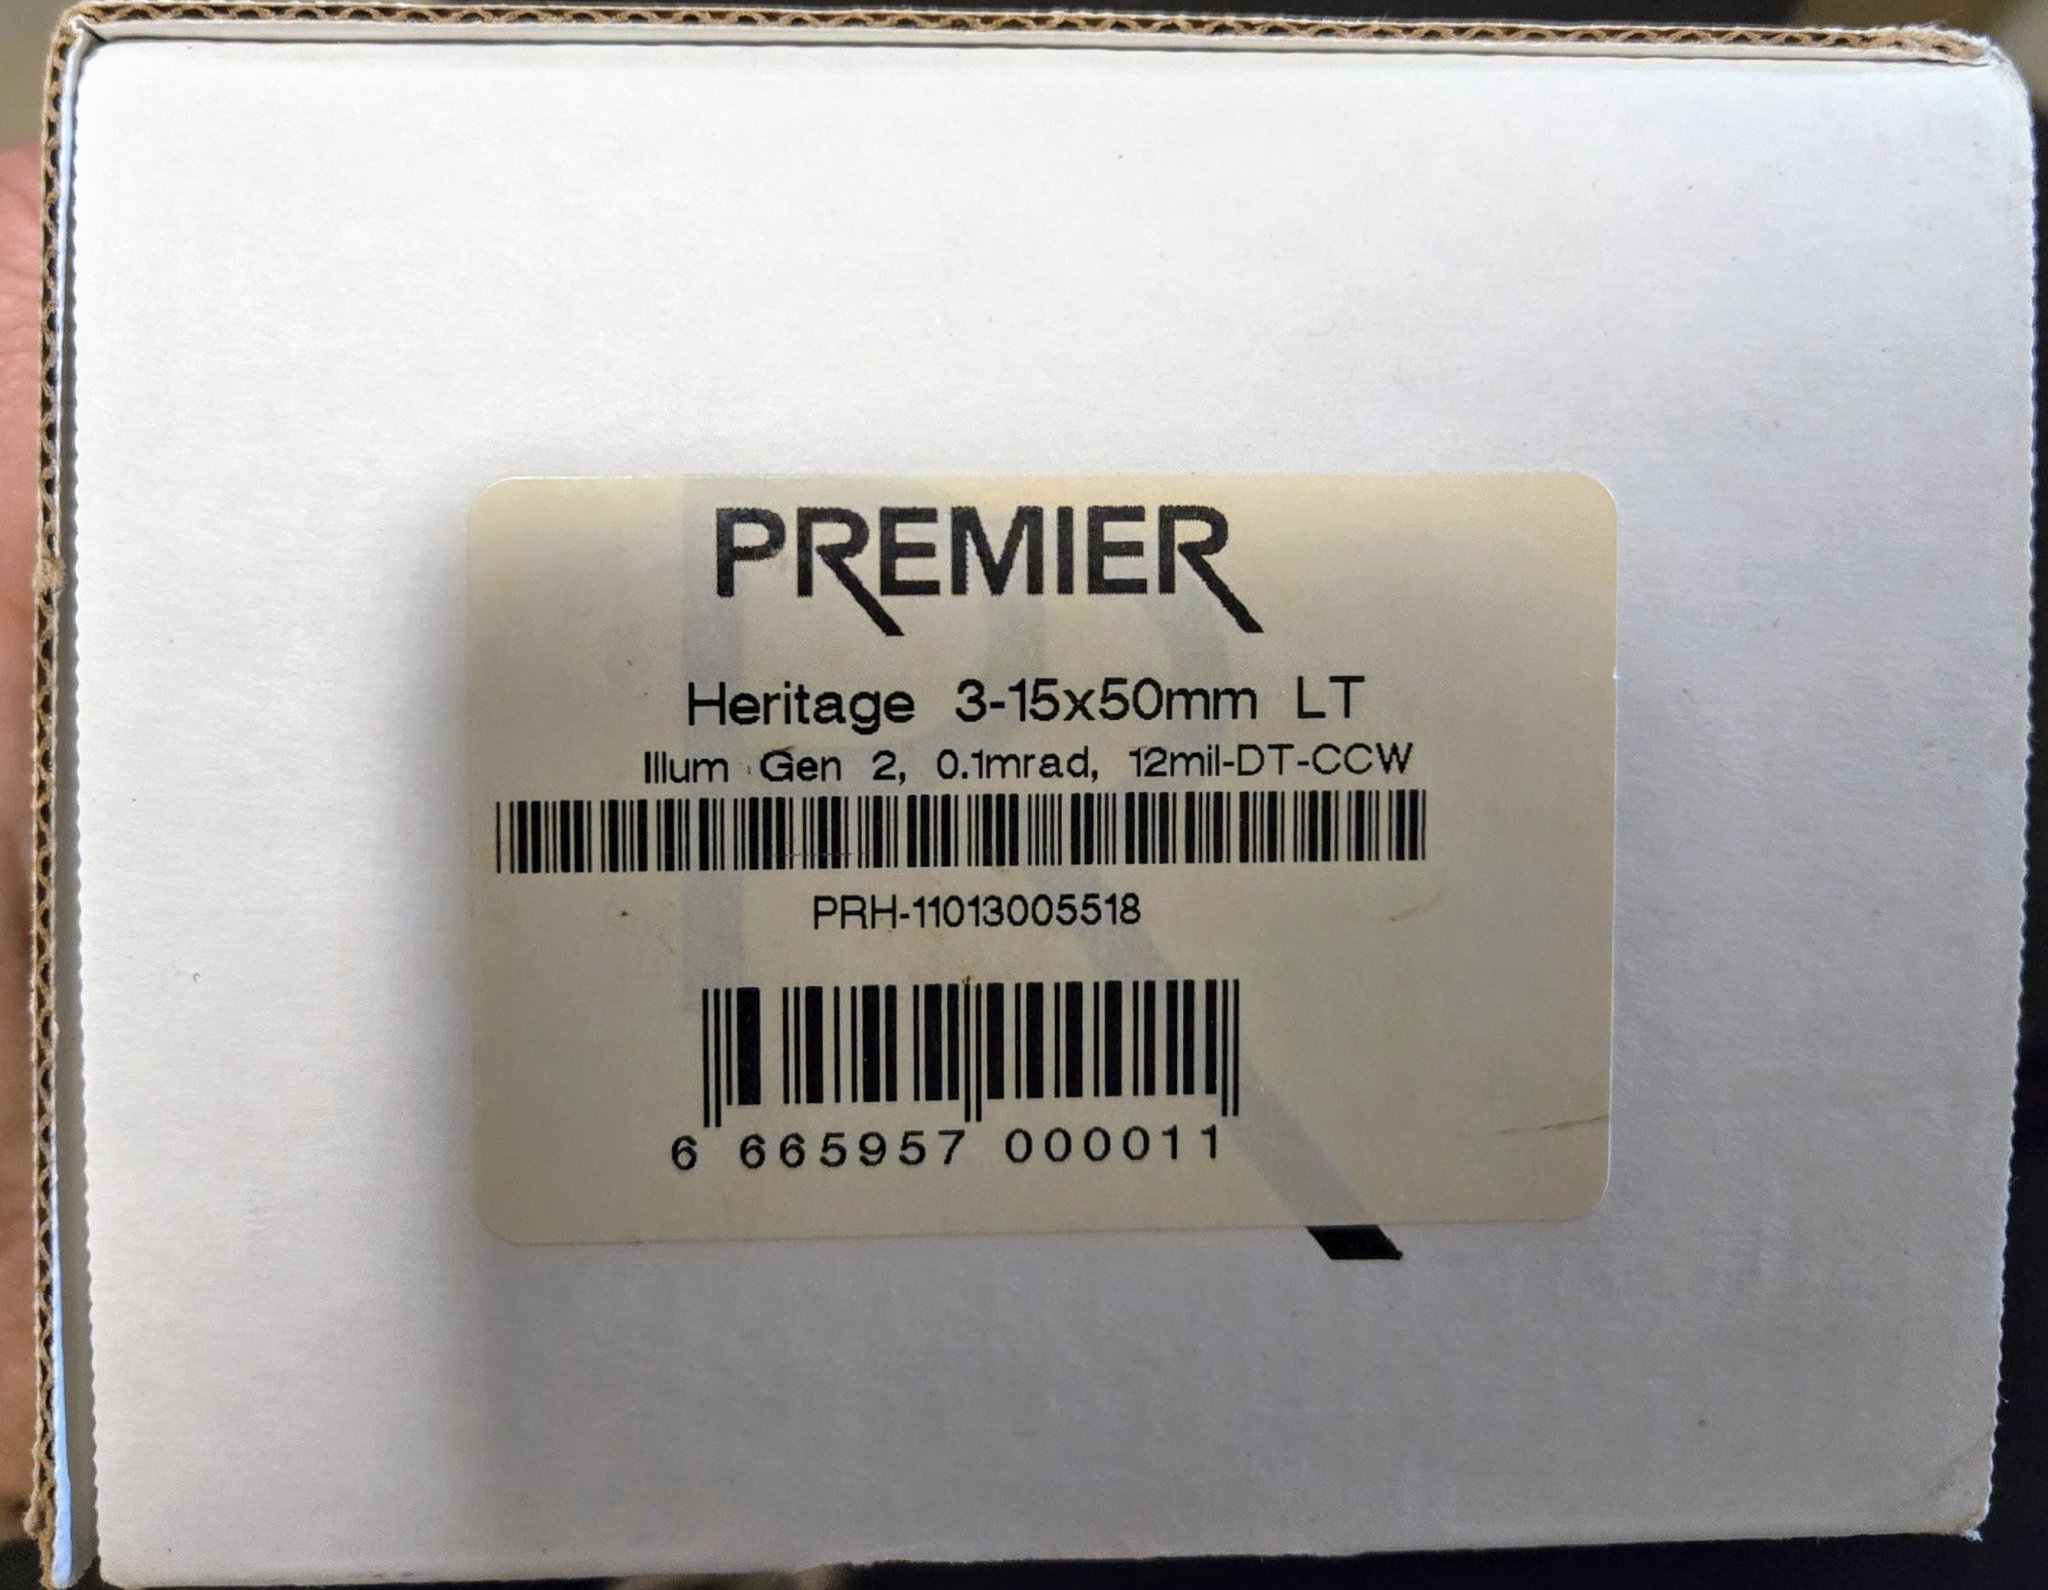 PREMIER
Heritage 3-15x50mm LT
Illum Gen 2, 0.1mrad, 12mil-DT-CCW
PRH-11013005518
6 665957 000011